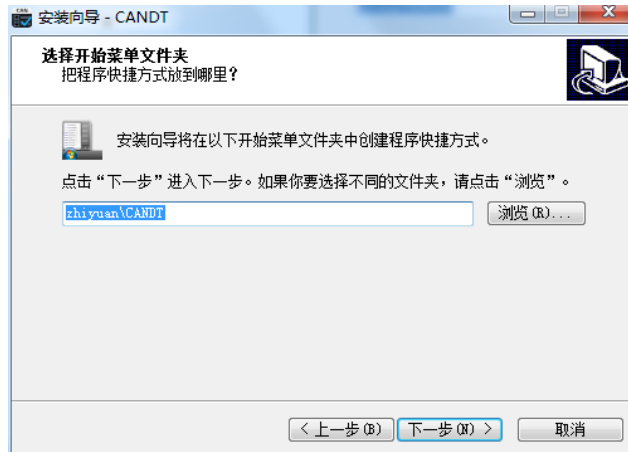 安装向导 - CANDT
选择开始菜单文件夹
把程序快捷方式放到哪里?
安装向导将在以下开始菜单文件夹中创建程序快捷方式。
点击“下一步”进入下一步。如果你要选择不同的文件夹，请点击“浏览”。
zhiyuan\CANDT
浏览(R)...
< 上一步(B)
下一步(N) >
取消